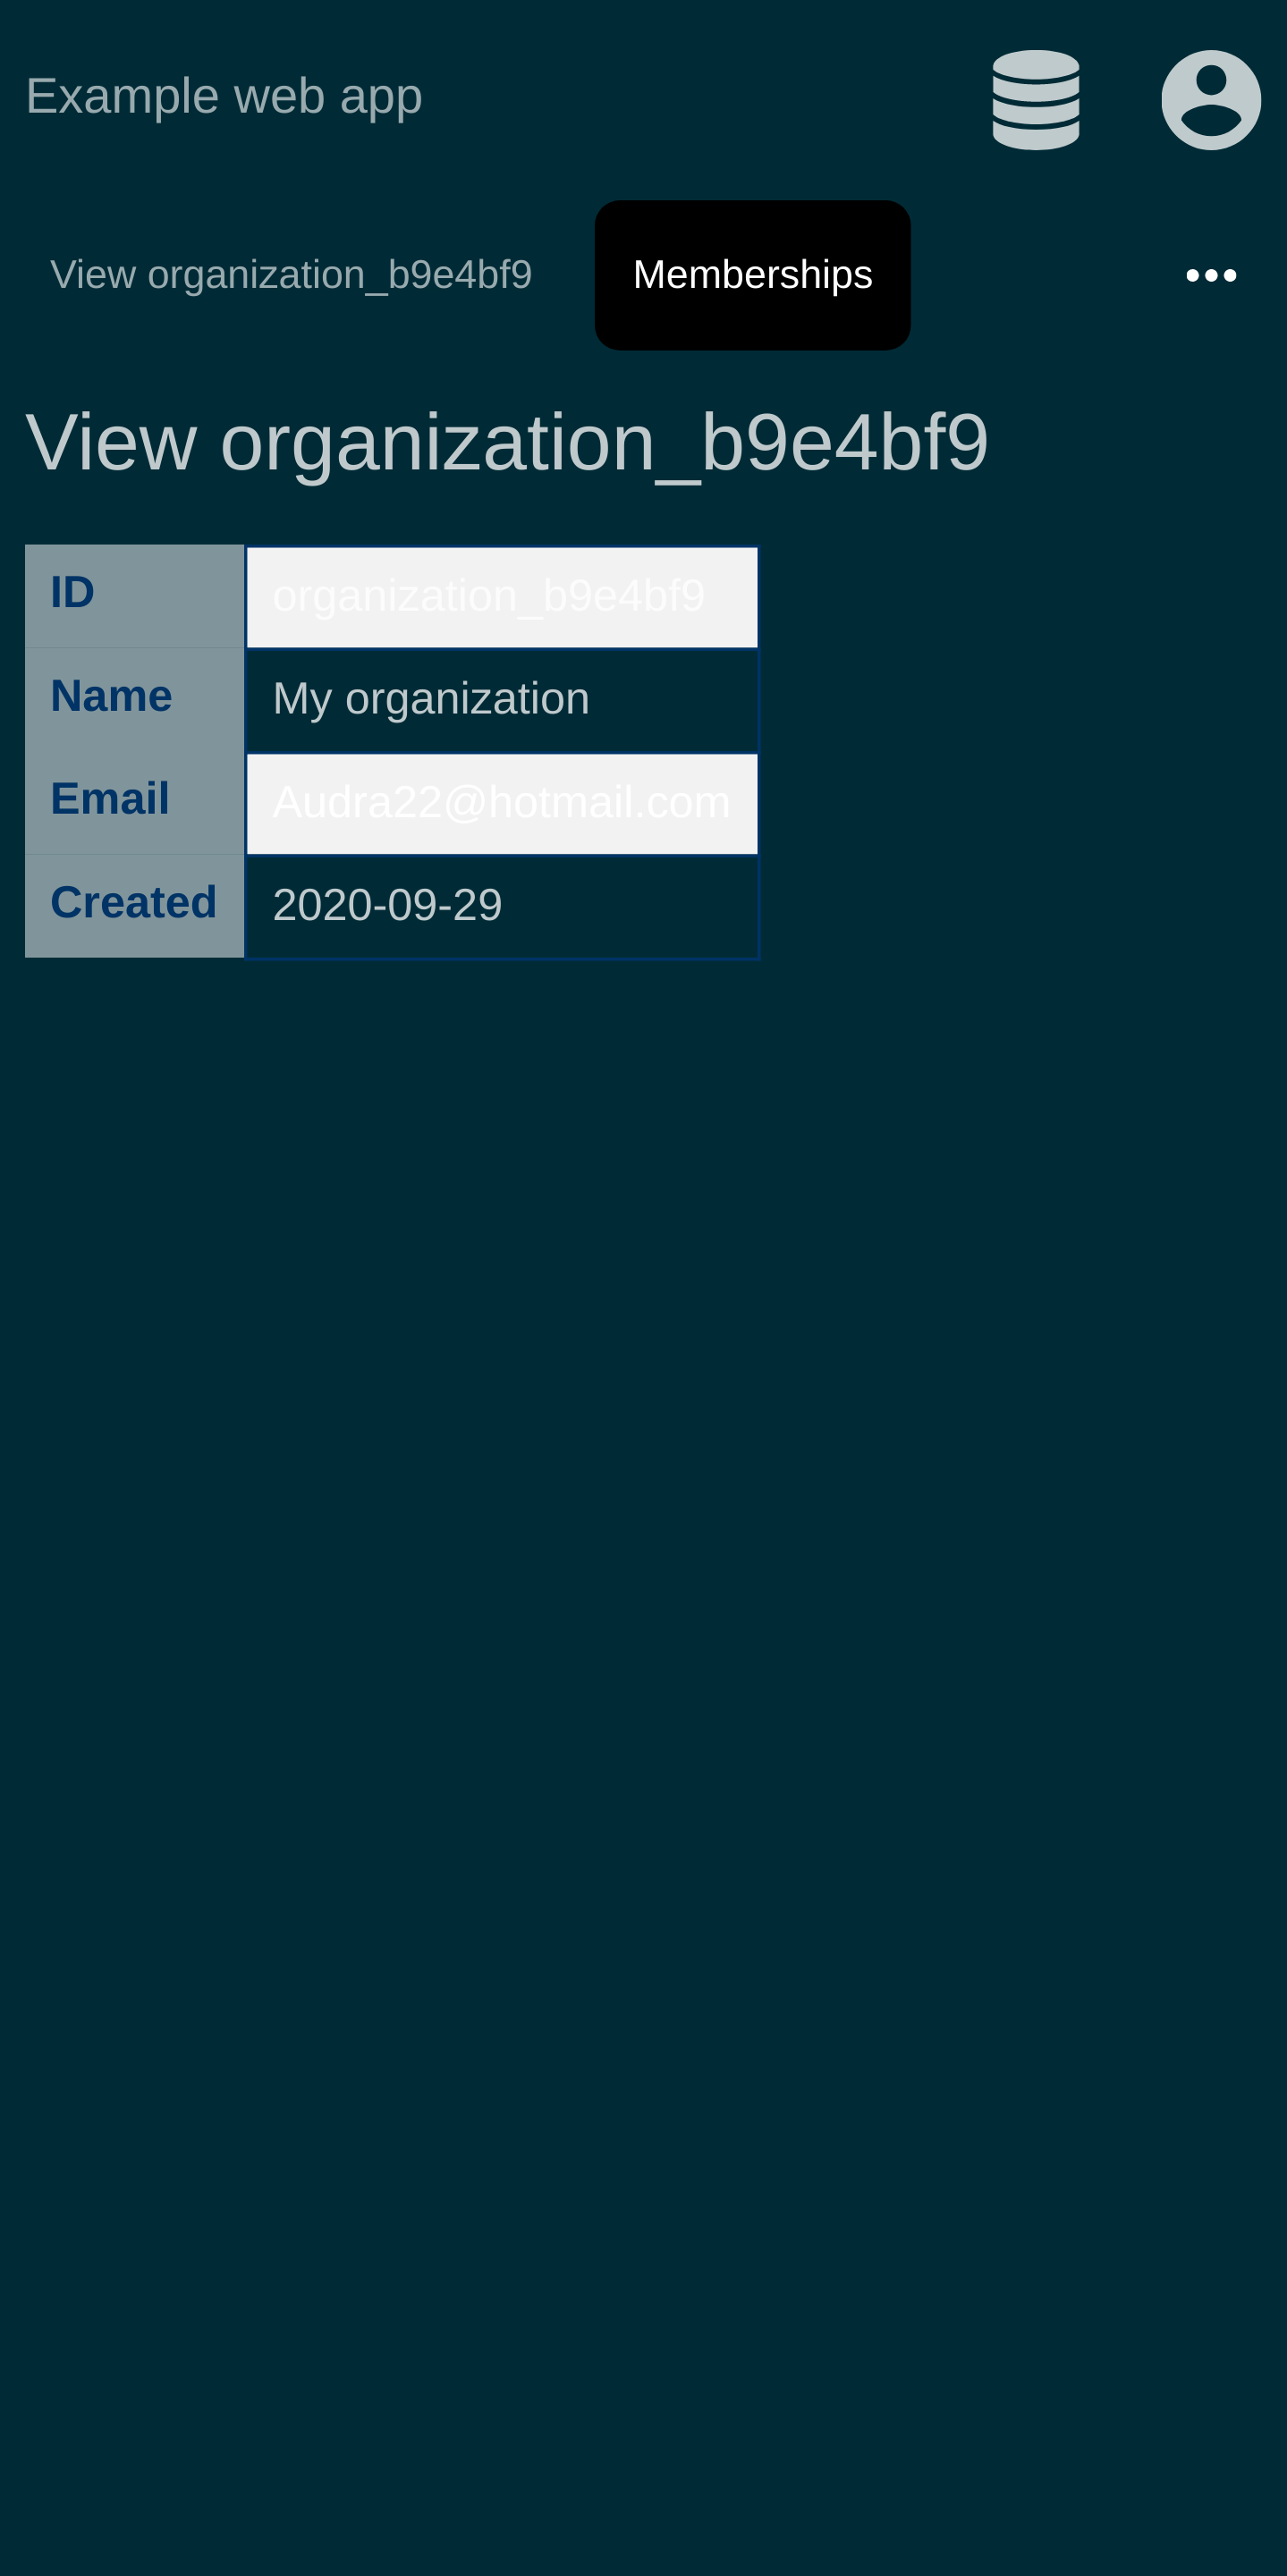 Example web app
View organization_b9e4bf9 Memberships
View organization_b9e4bf9
ID organization_b9e4bf9
Name My organization
Email Audra22@hotmail.com
Created 2020-09-29